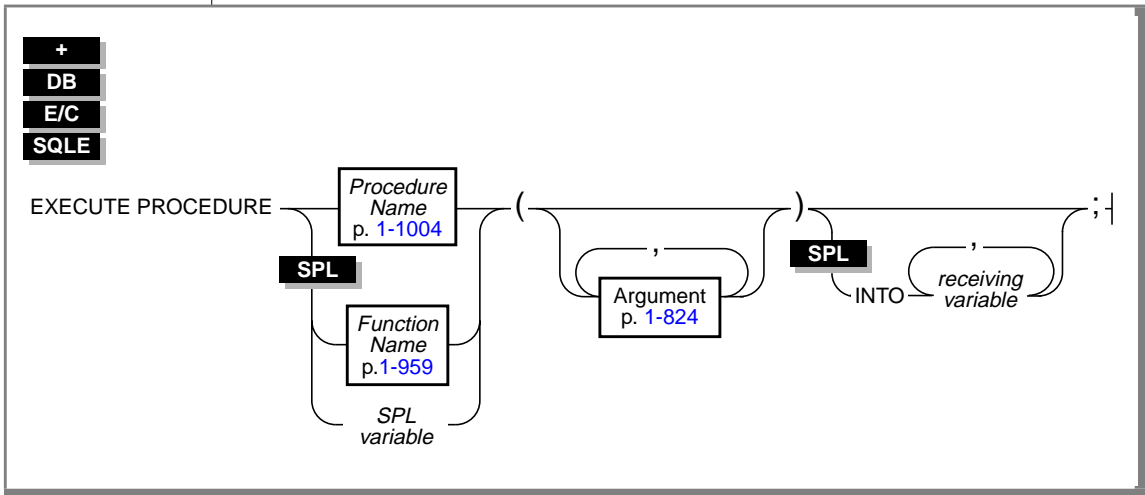 +
DB
E/C
SQLE
EXECUTE PROCEDURE
Procedure
Name
p. 1-1004
(
,
Argument
p. 1-824
)
SPL
INTO
,
receiving
variable
;
SPL
Function
Name
p.1-959
SPL
variable